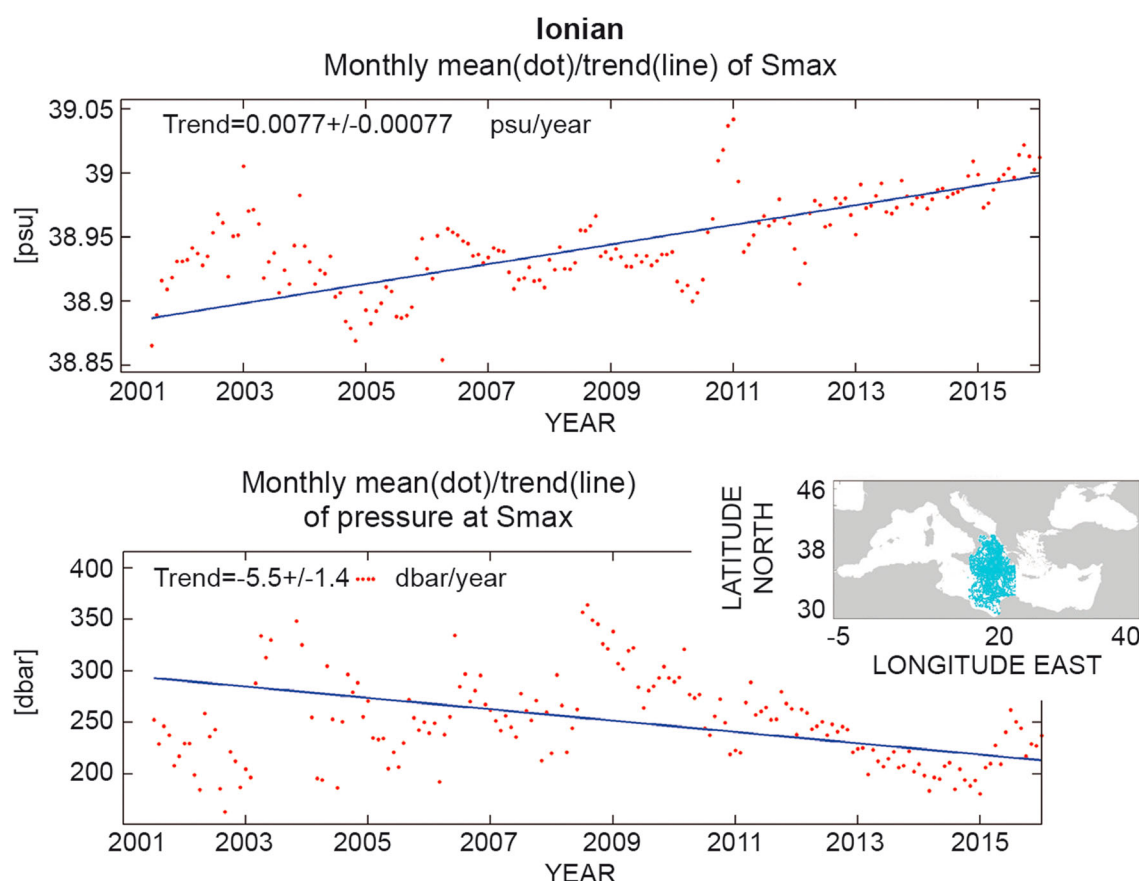 Ionian
Monthly mean(dot)/trend(line) of Smax
39.05
39
38.95
38.9
38.85
[psu]
Trend=0.0077+/-0.00077 psu/year
2001 2003 2005 2007 2009 2011 2013 2015
YEAR
Monthly mean(dot)/trend(line)
of pressure at Smax
400
350
300
250
200
[dbar]
Trend=-5.5+/-1.4 dbar/year
2001 2003 2005 2007 2009 2011 2013 2015
YEAR
LATITUDE
NORTH
46
38
30
-5 20 40
LONGITUDE EAST